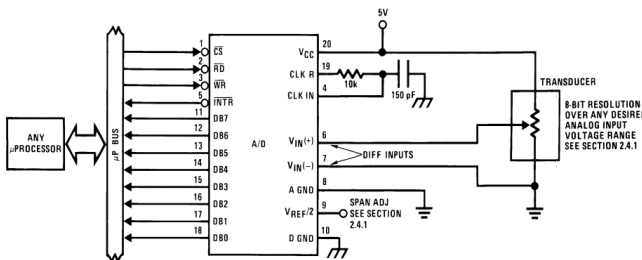 5V
1 CS
2 RD
3 WR
5 INTR
11 DB7
12 DB6
13 DB5
14 DB4
15 DB3
16 DB2
17 DB1
18 DB0
ANY
µPROCESSOR
µP BUS
A/D
VCC 20
CLK R 19
CLK IN 4
10k
150 pF
VIN(+) 6
VIN(−) 7
DIFF INPUTS
A GND 8
VREF/2 9
SPAN ADJ
SEE SECTION
2.4.1
D GND 10
TRANSDUCER
8-BIT RESOLUTION
OVER ANY DESIRED
ANALOG INPUT
VOLTAGE RANGE
SEE SECTION 2.4.1